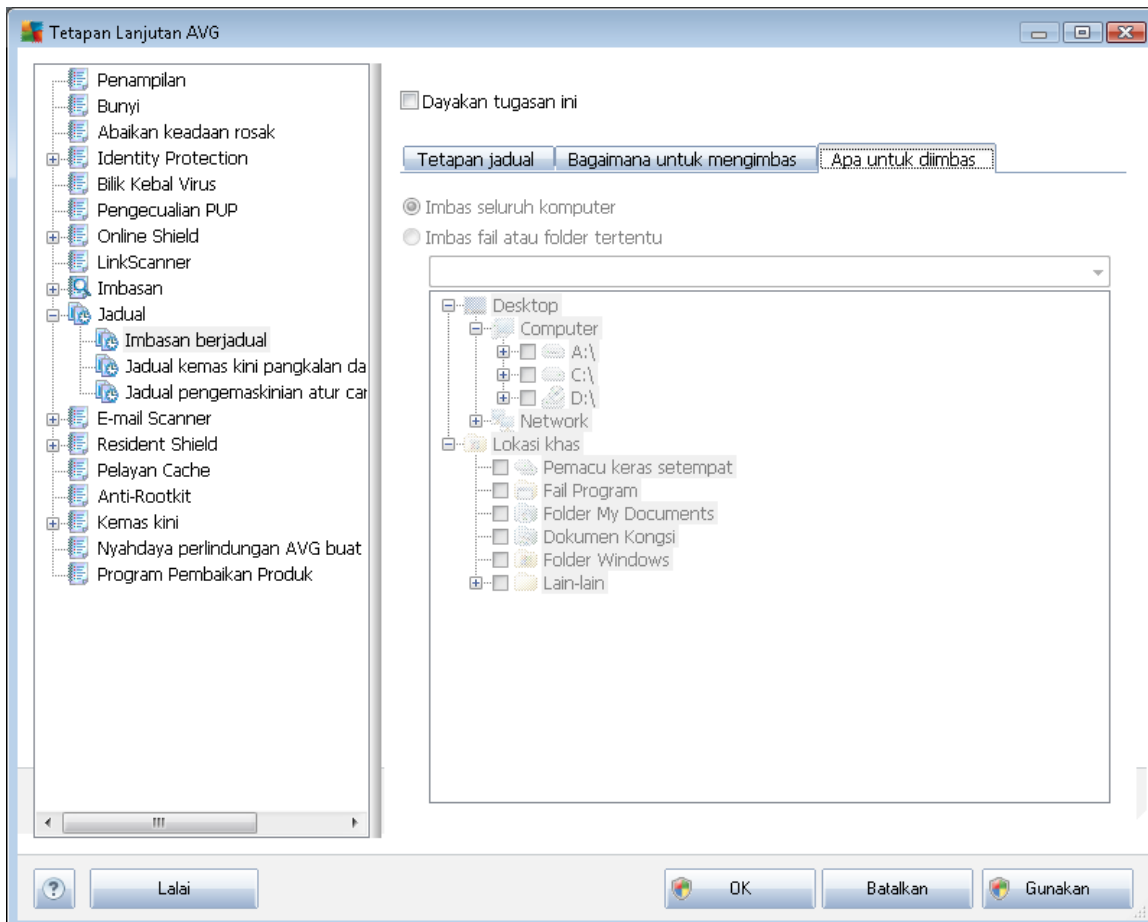 Tetapan Lanjutan AVG
Penampilan
Bunyi
Abaikan keadaan rosak
Identity Protection
Bilik Kebal Virus
Pengecualian PUP
Online Shield
LinkScanner
Imbasan
Jadual
Imbasan berjadual
Jadual kemas kini pangkalan da
Jadual pengemaskinian atur car
E-mail Scanner
Resident Shield
Pelayan Cache
Anti-Rootkit
Kemas kini
Nyahdaya perlindungan AVG buat
Program Pembaikan Produk
Dayakan tugasan ini
Tetapan jadual Bagaimana untuk mengimbas Apa untuk diimbas
Imbas seluruh komputer
Imbas fail atau folder tertentu
Desktop
Computer
A:\
C:\
D:\
Network
Lokasi khas
Pemacu keras setempat
Fail Program
Folder My Documents
Dokumen Kongsi
Folder Windows
Lain-lain
? Lalai OK Batalkan Gunakan